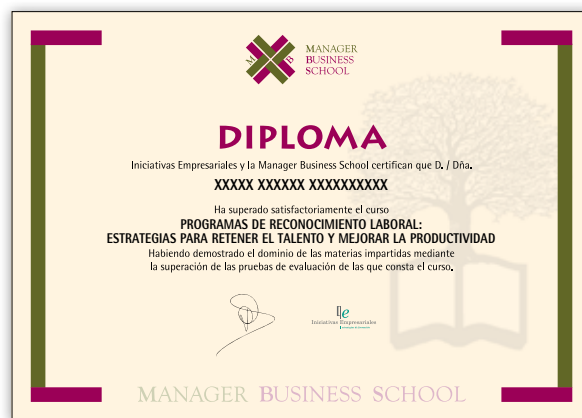 M B
MANAGER
BUSINESS
SCHOOL
DIPLOMA
Iniciativas Empresariales y la Manager Business School certifican que D. / Dña.
XXXXX XXXXXX XXXXXXXXXX
Ha superado satisfactoriamente el curso
PROGRAMAS DE RECONOCIMIENTO LABORAL:
ESTRATEGIAS PARA RETENER EL TALENTO Y MEJORAR LA PRODUCTIVIDAD
Habiendo demostrado el dominio de las materias impartidas mediante
la superación de las pruebas de evaluación de las que consta el curso.
Iniciativas Empresariales
MANAGER BUSINESS SCHOOL